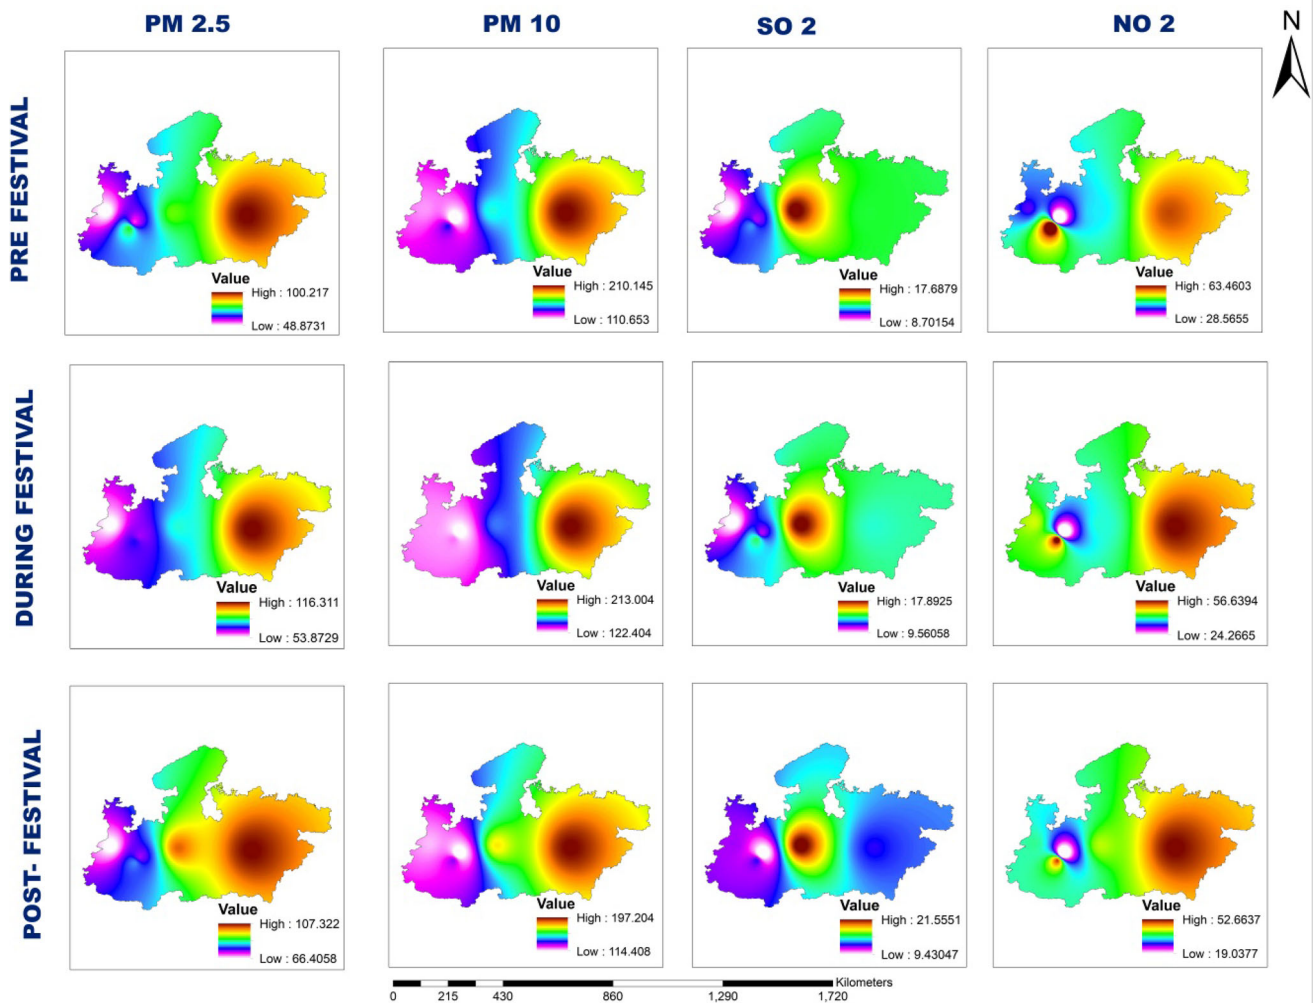 PM 2.5
PM 10
SO 2
NO 2
N
PRE FESTIVAL
Value
High : 100.217
Low : 48.8731
Value
High : 210.145
Low : 110.653
Value
High : 17.6879
Low : 8.70154
Value
High : 63.4603
Low : 28.5655
DURING FESTIVAL
Value
High : 116.311
Low : 53.8729
Value
High : 213.004
Low : 122.404
Value
High : 17.8925
Low : 9.56058
Value
High : 56.6394
Low : 24.2665
POST- FESTIVAL
Value
High : 107.322
Low : 66.4058
Value
High : 197.204
Low : 114.408
Value
High : 21.5551
Low : 9.43047
Value
High : 52.6637
Low : 19.0377
Kilometers
0 215 430 860 1,290 1,720